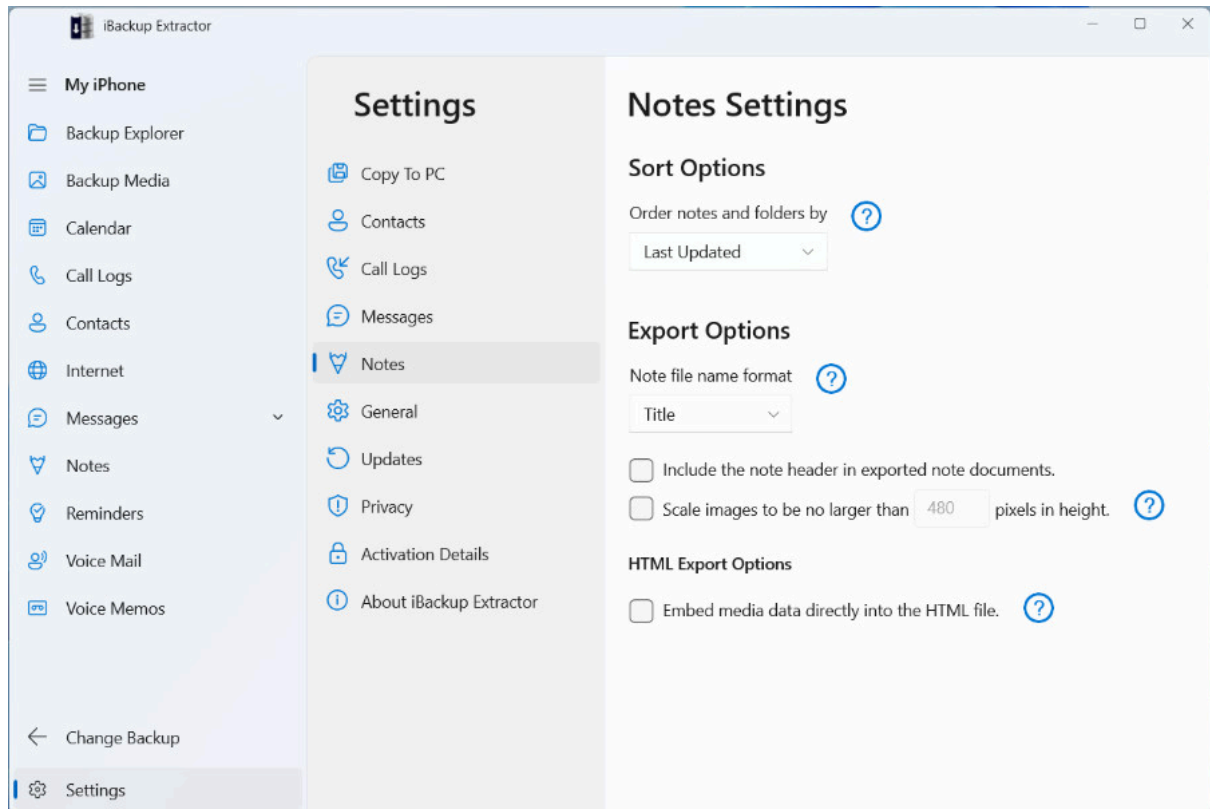 iBackup Extractor
My iPhone
Backup Explorer
Backup Media
Calendar
Call Logs
Contacts
Internet
Messages
Notes
Reminders
Voice Mail
Voice Memos
Change Backup
Settings
Settings
Copy To PC
Contacts
Call Logs
Messages
Notes
General
Updates
Privacy
Activation Details
About iBackup Extractor
Notes Settings
Sort Options
Order notes and folders by
Last Updated
Export Options
Note file name format
Title
Include the note header in exported note documents.
Scale images to be no larger than 480 pixels in height.
HTML Export Options
Embed media data directly into the HTML file.